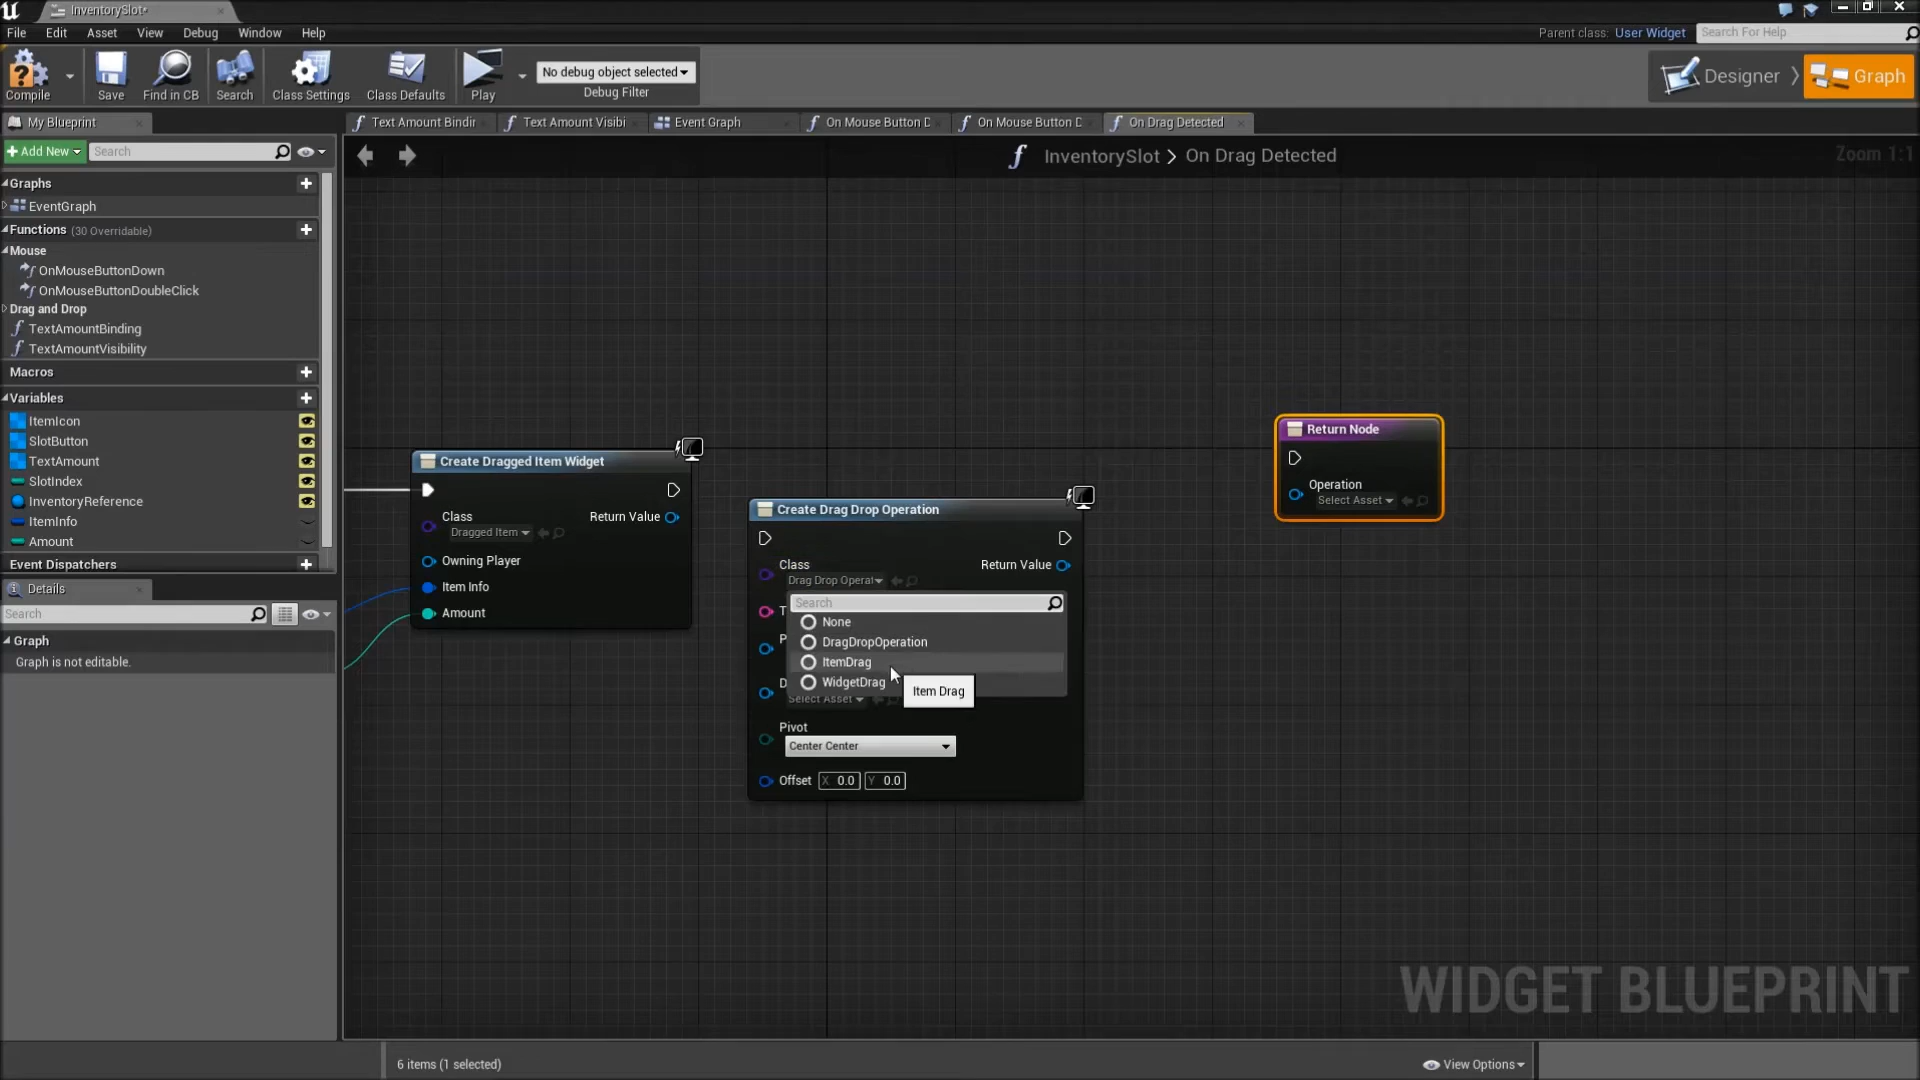 InventorySlot*
File Edit Asset View Debug Window Help
Parent class: User Widget
Search For Help
Compile
Save
Find in CB
Search
Class Settings
Class Defaults
Play
No debug object selected
Debug Filter
Designer
Graph
My Blueprint
Text Amount Bindir
Text Amount Visibi
Event Graph
On Mouse Button D
On Mouse Button D
On Drag Detected
Add New
Search
InventorySlot > On Drag Detected
Zoom 1:1
Graphs
EventGraph
Functions (30 Overridable)
Mouse
OnMouseButtonDown
OnMouseButtonDoubleClick
Drag and Drop
TextAmountBinding
TextAmountVisibility
Macros
Variables
ItemIcon
SlotButton
TextAmount
SlotIndex
InventoryReference
ItemInfo
Amount
Event Dispatchers
Details
Search
Graph
Graph is not editable.
Create Dragged Item Widget
Class
Dragged Item
Return Value
Owning Player
Item Info
Amount
Create Drag Drop Operation
Class
Drag Drop Operat
Return Value
Search
T
None
P
DragDropOperation
ItemDrag
D
WidgetDrag
Item Drag
Select Asset
Pivot
Center Center
Offset X 0.0 Y 0.0
Return Node
Operation
Select Asset
WIDGET BLUEPRINT
6 items (1 selected)
View Options